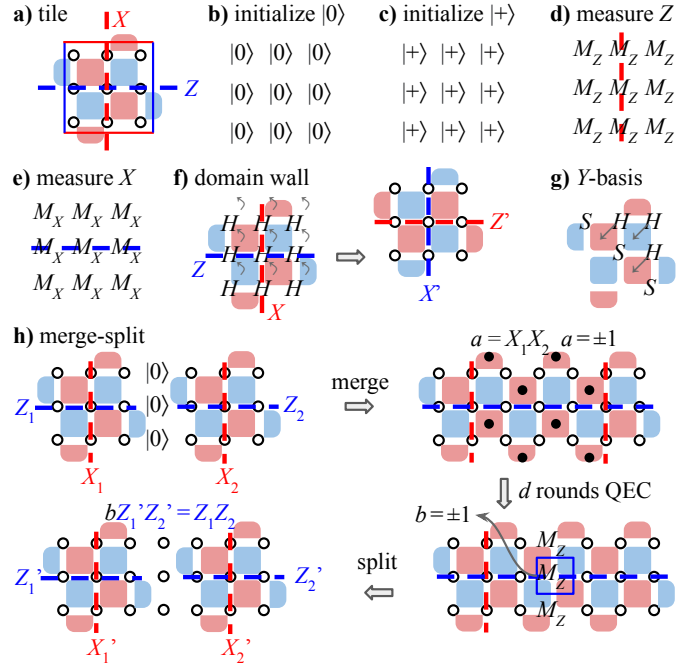 a) tile
X
Z
b) initialize |0⟩
|0⟩ |0⟩ |0⟩
|0⟩ |0⟩ |0⟩
|0⟩ |0⟩ |0⟩
c) initialize |+⟩
|+⟩ |+⟩ |+⟩
|+⟩ |+⟩ |+⟩
|+⟩ |+⟩ |+⟩
d) measure Z
M_Z M_Z M_Z
M_Z M_Z M_Z
M_Z M_Z M_Z
e) measure X
M_X M_X M_X
M_X M_X M_X
M_X M_X M_X
f) domain wall
H H H
H H H
H H H
Z
X
Z'
X'
g) Y-basis
S H H
S H
S
h) merge-split
|0⟩
|0⟩
|0⟩
Z_1
Z_2
X_1
X_2
merge
a = X_1X_2 a = ±1
d rounds QEC
b = ±1
M_Z
M_Z
M_Z
split
bZ_1'Z_2' = Z_1Z_2
Z_1'
Z_2'
X_1'
X_2'